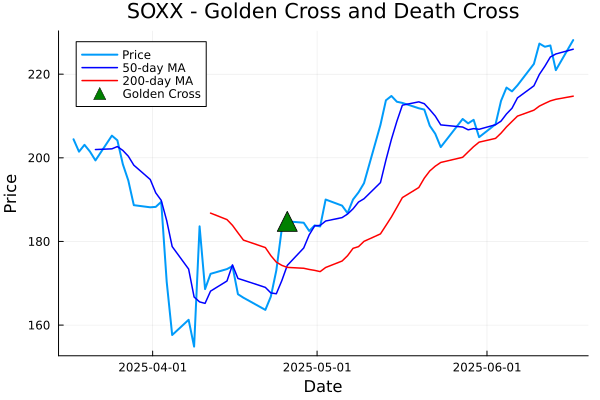 SOXX - Golden Cross and Death Cross
Price
50-day MA
200-day MA
Golden Cross
220
200
180
160
Price
2025-04-01
2025-05-01
2025-06-01
Date